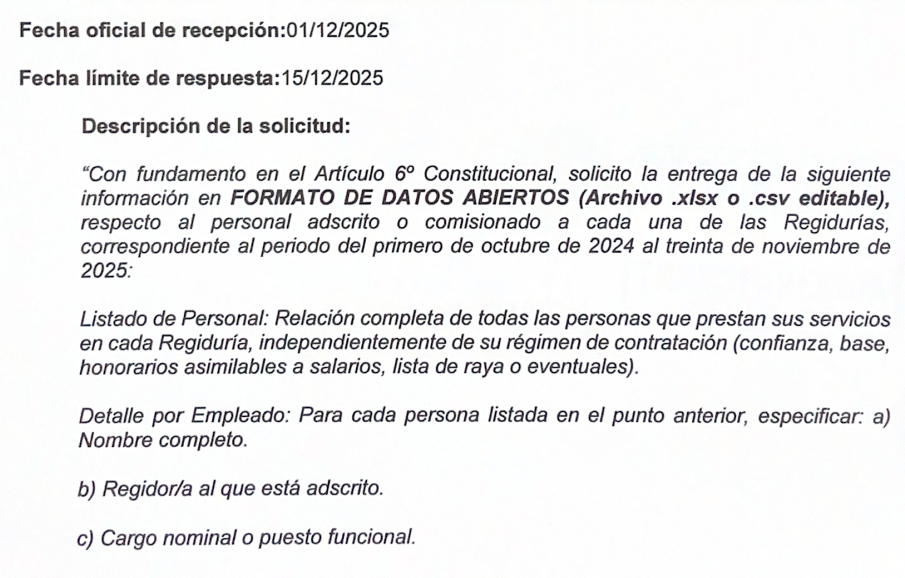 Fecha oficial de recepción:01/12/2025
Fecha límite de respuesta:15/12/2025
Descripción de la solicitud:
“Con fundamento en el Artículo 6º Constitucional, solicito la entrega de la siguiente
información en FORMATO DE DATOS ABIERTOS (Archivo .xlsx o .csv editable),
respecto al personal adscrito o comisionado a cada una de las Regidurías,
correspondiente al periodo del primero de octubre de 2024 al treinta de noviembre de
2025:
Listado de Personal: Relación completa de todas las personas que prestan sus servicios
en cada Regiduría, independientemente de su régimen de contratación (confianza, base,
honorarios asimilables a salarios, lista de raya o eventuales).
Detalle por Empleado: Para cada persona listada en el punto anterior, especificar: a)
Nombre completo.
b) Regidor/a al que está adscrito.
c) Cargo nominal o puesto funcional.